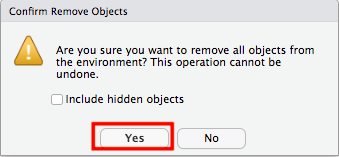 Confirm Remove Objects
Are you sure you want to remove all objects from
the environment? This operation cannot be
undone.
Include hidden objects
Yes
No